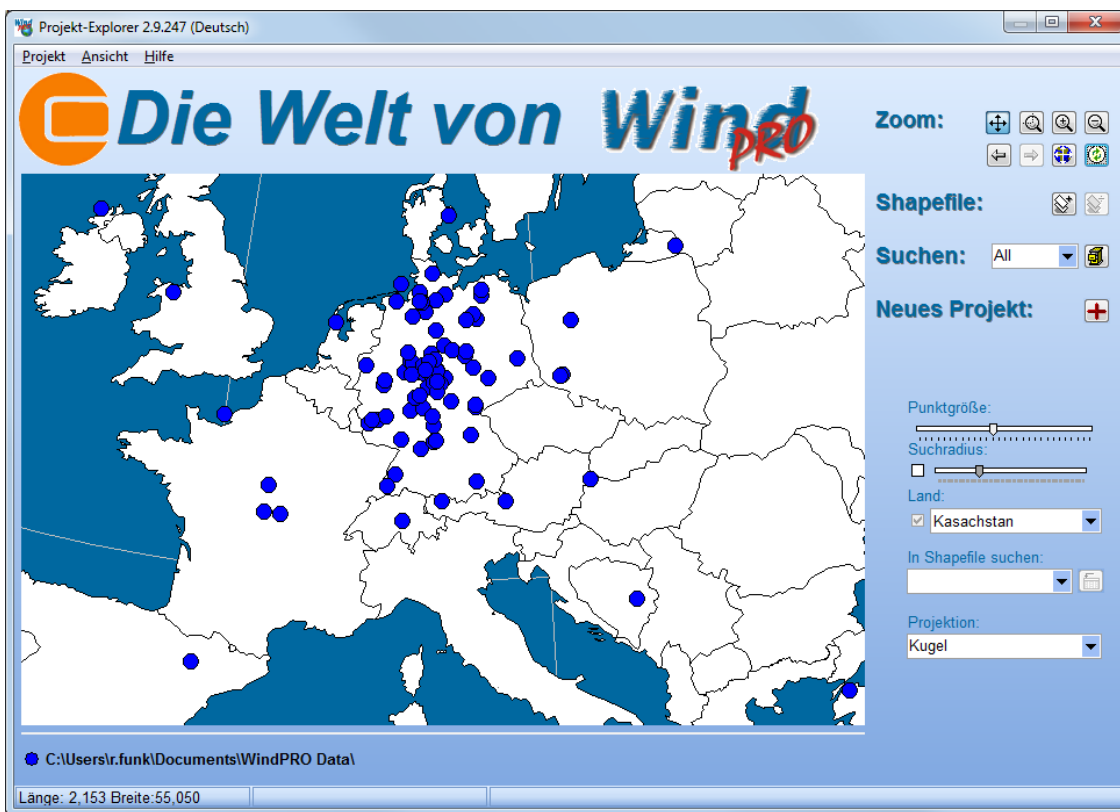 Projekt-Explorer 2.9.247 (Deutsch)
Projekt Ansicht Hilfe
Die Welt von WindPRO
Zoom:
Shapefile:
Suchen: All
Neues Projekt:
Punktgröße:
Suchradius:
Land:
Kasachstan
In Shapefile suchen:
Projektion:
Kugel
C:\Users\r.funk\Documents\WindPRO Data\
Länge: 2,153 Breite:55,050